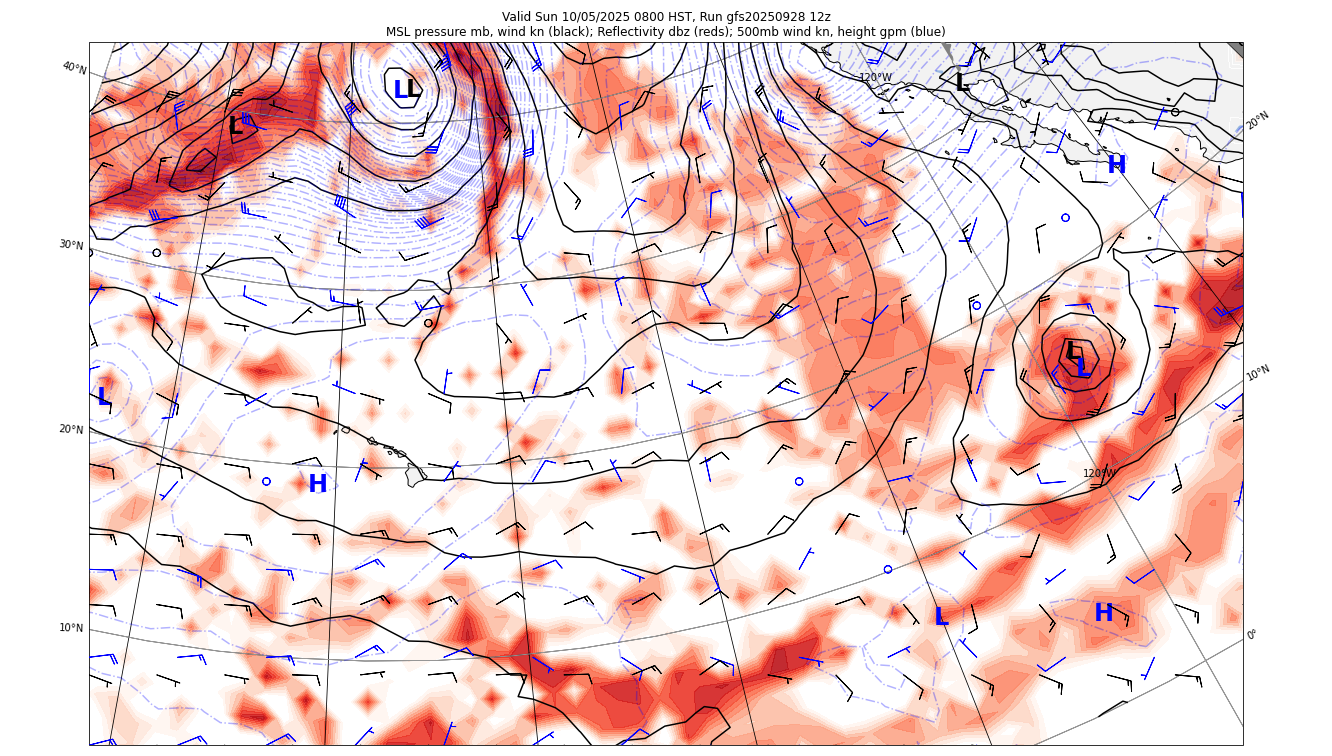 Valid Sun 10/05/2025 0800 HST, Run gfs20250928 12z
MSL pressure mb, wind kn (black); Reflectivity dbz (reds); 500mb wind kn, height gpm (blue)
40°N
120°W
L
L L
20°N
L
H
30°N
L
L
10°N
L
20°N
120°W
H
H
L
10°N
0°